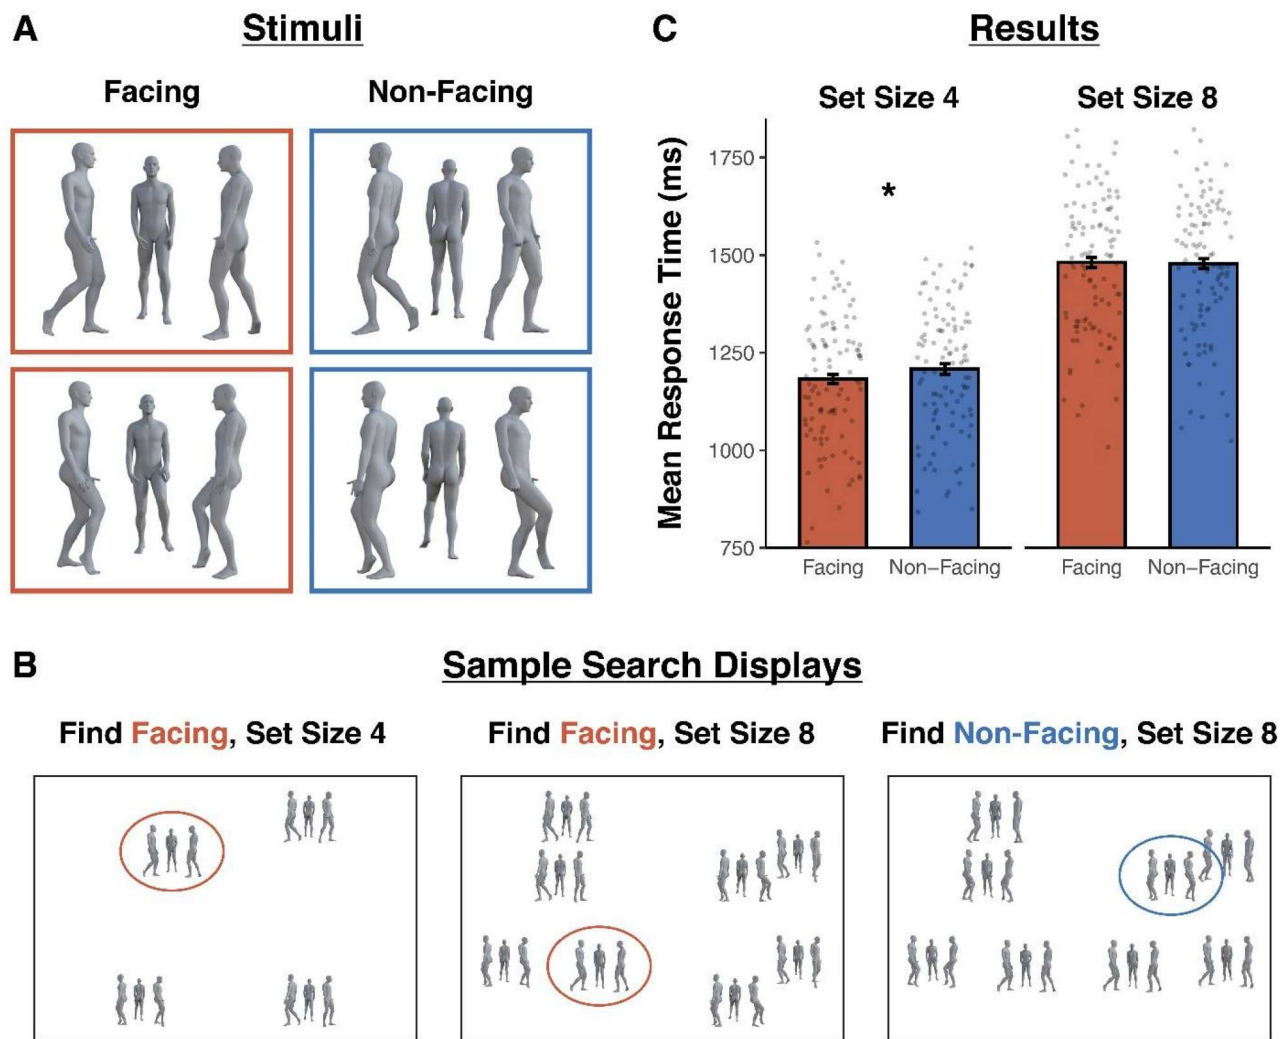 A
Stimuli
Facing
Non-Facing
C
Results
Set Size 4
Set Size 8
Mean Response Time (ms)
1750
1500
1250
1000
750
*
Facing
Non–Facing
Facing
Non–Facing
B
Sample Search Displays
Find Facing, Set Size 4
Find Facing, Set Size 8
Find Non-Facing, Set Size 8